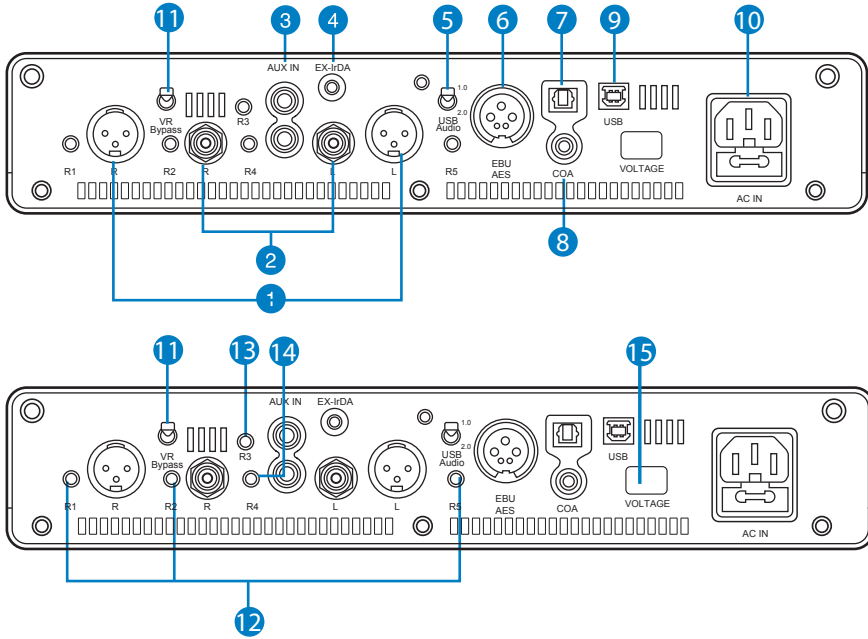 11 3 4 5 6 7 9 10
AUX IN EX-IrDA
1.0
2.0
VR
Bypass
R3
USB
Audio
USB
R1 R R2 R R4 L L R5
EBU
AES
COA
VOLTAGE
AC IN
8
2
1
11 13 14 15
AUX IN EX-IrDA
1.0
2.0
VR
Bypass
R3
USB
Audio
USB
R1 R R2 R R4 L L R5
EBU
AES
COA
VOLTAGE
AC IN
12